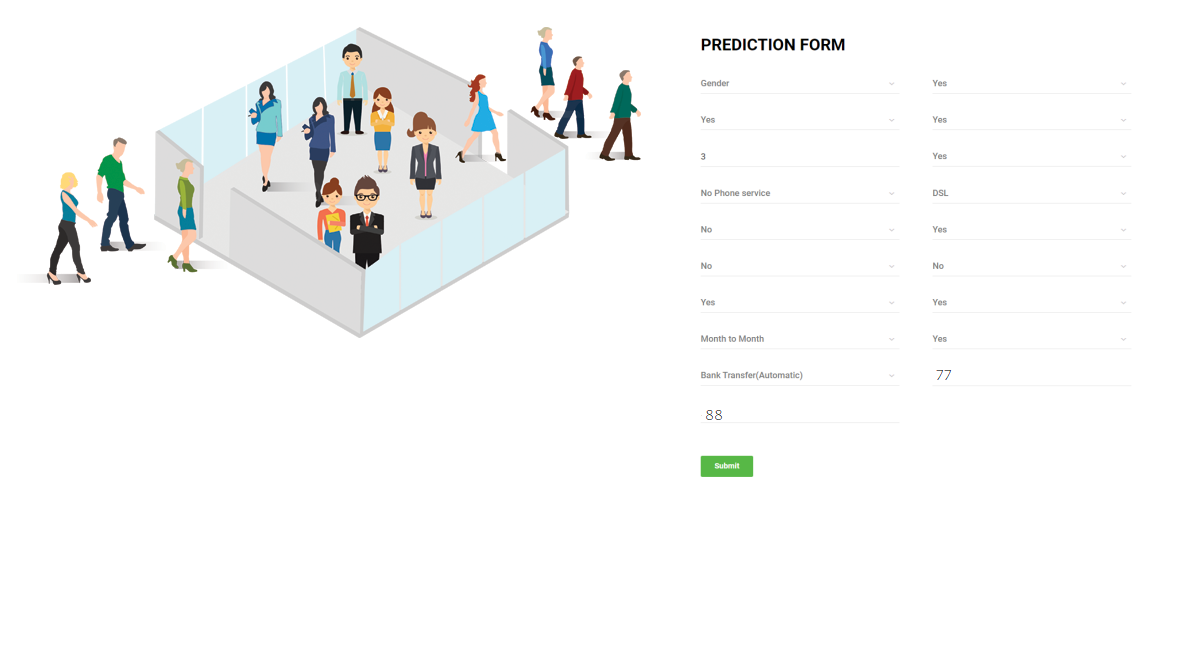 PREDICTION FORM
Gender Yes
Yes Yes
3 Yes
No Phone service DSL
No Yes
No No
Yes Yes
Month to Month Yes
Bank Transfer(Automatic) 77
88
Submit